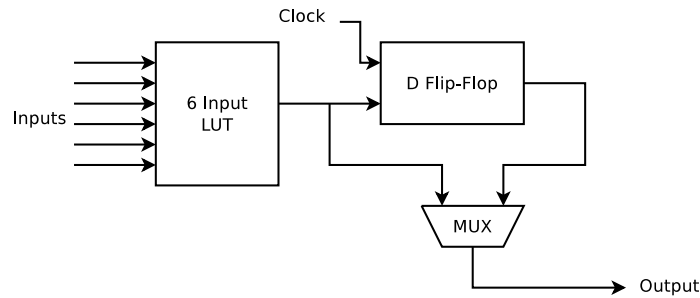 Clock
Inputs
6 Input
LUT
D Flip-Flop
MUX
Output